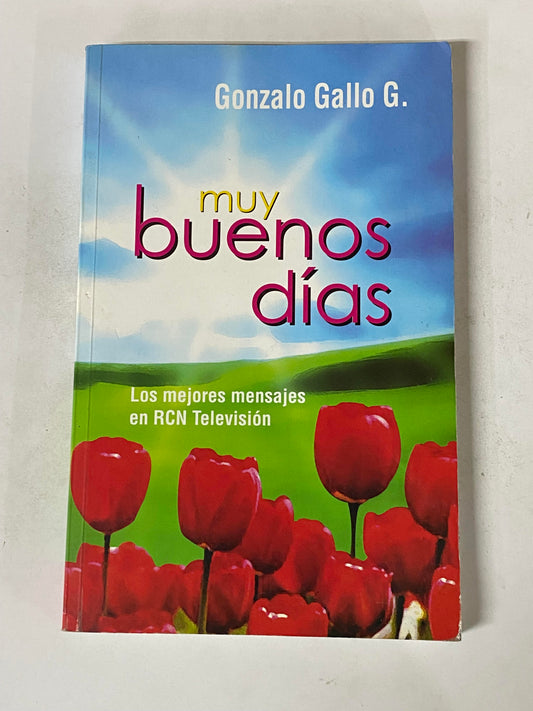 Gonzalo Gallo G.
muy
buenos
días
Los mejores mensajes
en RCN Televisión